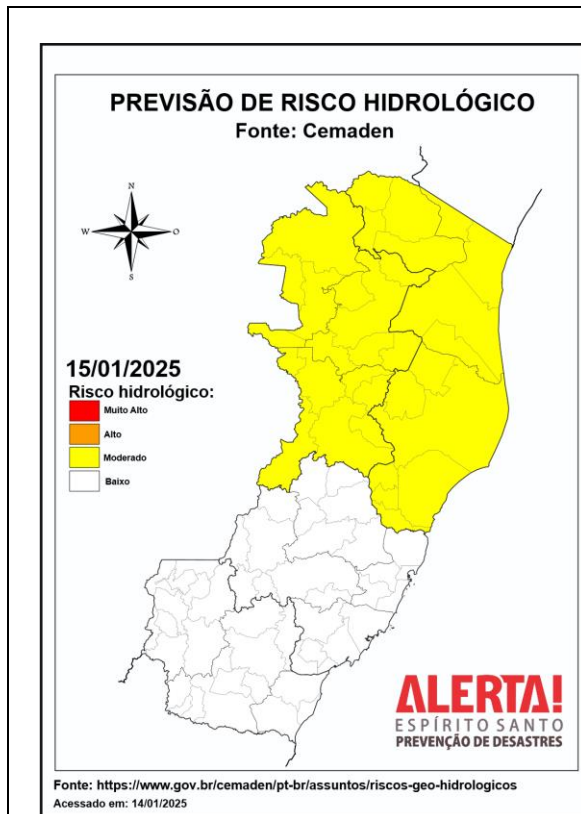 PREVISÃO DE RISCO HIDROLÓGICO
Fonte: Cemaden
N
W
O
S
15/01/2025
Risco hidrológico:
Muito Alto
Alto
Moderado
Baixo
ALERTA!
ESPÍRITO SANTO
PREVENÇÃO DE DESASTRES
Fonte: https://www.gov.br/cemaden/pt-br/assuntos/riscos-geo-hidrologicos
Acessado em: 14/01/2025